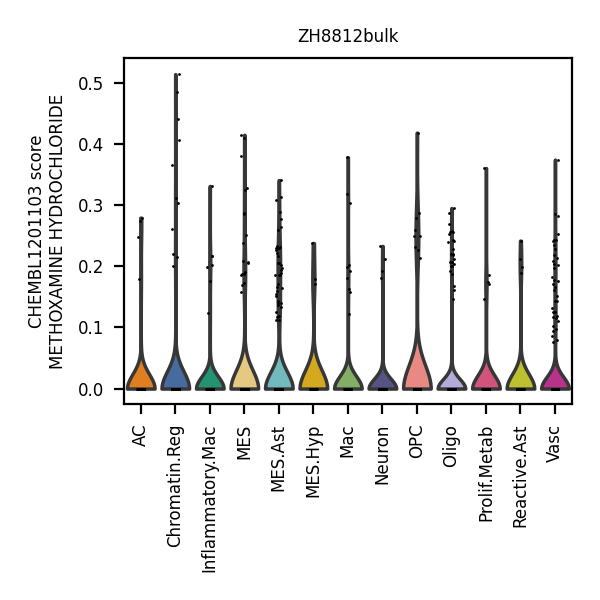 ZH8812bulk
CHEMBL1201103 score
METHOXAMINE HYDROCHLORIDE
0.5
0.4
0.3
0.2
0.1
0.0
AC
Chromatin.Reg
Inflammatory.Mac
MES
MES.Ast
MES.Hyp
Mac
Neuron
OPC
Oligo
Prolif.Metab
Reactive.Ast
Vasc